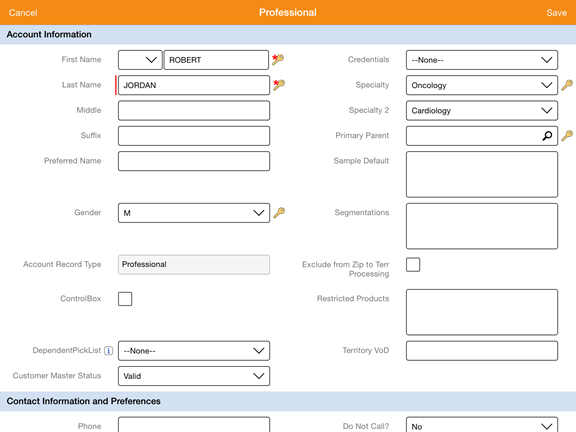 Cancel Professional Save
Account Information
First Name ROBERT Credentials --None--
Last Name JORDAN Specialty Oncology
Middle Specialty 2 Cardiology
Suffix Primary Parent
Preferred Name Sample Default
Gender M Segmentations
Account Record Type Professional Exclude from Zip to Terr
Processing
ControlBox Restricted Products
DependentPickList i --None-- Territory VoD
Customer Master Status Valid
Contact Information and Preferences
Phone Do Not Call? No